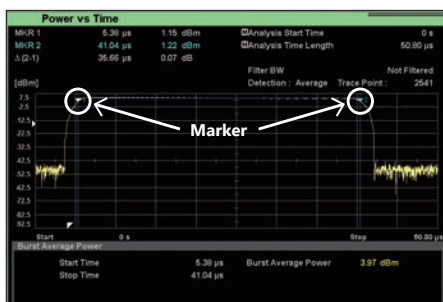 Power vs Time
MKR 1 5.38 µs 1.15 dBm Analysis Start Time 0 s
MKR 2 41.04 µs 1.22 dBm Analysis Time Length 50.80 µs
Δ (2-1) 35.66 µs 0.07 dB
Filter BW Not Filtered
[dBm] Detection : Average Trace Point : 2541
7.5
2.5
Marker
12.5
22.5
32.5
42.5
52.5
62.5
72.5
82.5
92.5
Start 0 s Stop 50.80 µs
Burst Average Power
Start Time 5.38 µs Burst Average Power 3.97 dBm
Stop Time 41.04 µs